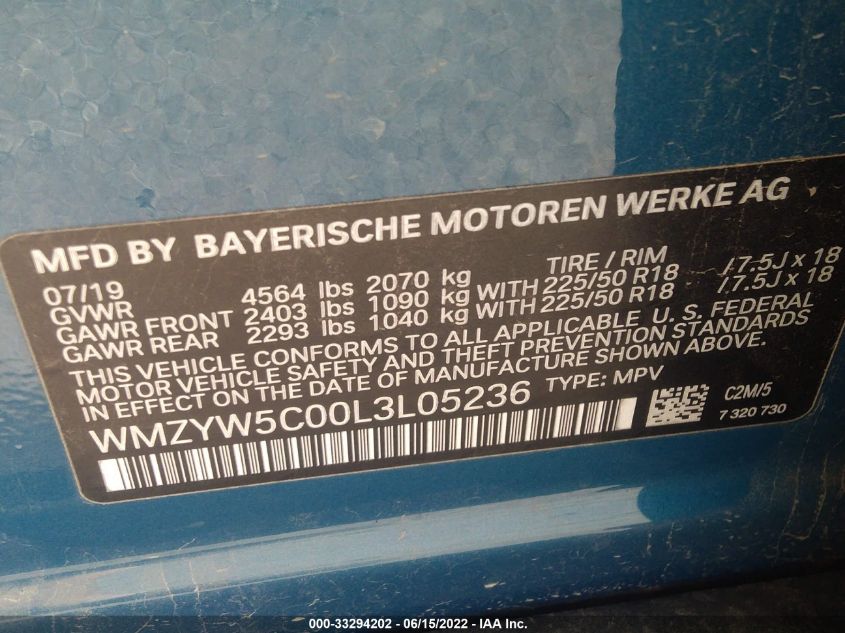 MFD BY BAYERISCHE MOTOREN WERKE AG
07/19 TIRE / RIM
GVWR 4564 lbs 2070 kg
GAWR FRONT 2403 lbs 1090 kg WITH 225/50 R18 / 7.5J x 18
GAWR REAR 2293 lbs 1040 kg WITH 225/50 R18 / 7.5J x 18
THIS VEHICLE CONFORMS TO ALL APPLICABLE U. S. FEDERAL
MOTOR VEHICLE SAFETY AND THEFT PREVENTION STANDARDS
IN EFFECT ON THE DATE OF MANUFACTURE SHOWN ABOVE.
WMZYW5C00L3L05236 TYPE: MPV
C2M/5
7 320 730
000-33294202 - 06/15/2022 - IAA Inc.